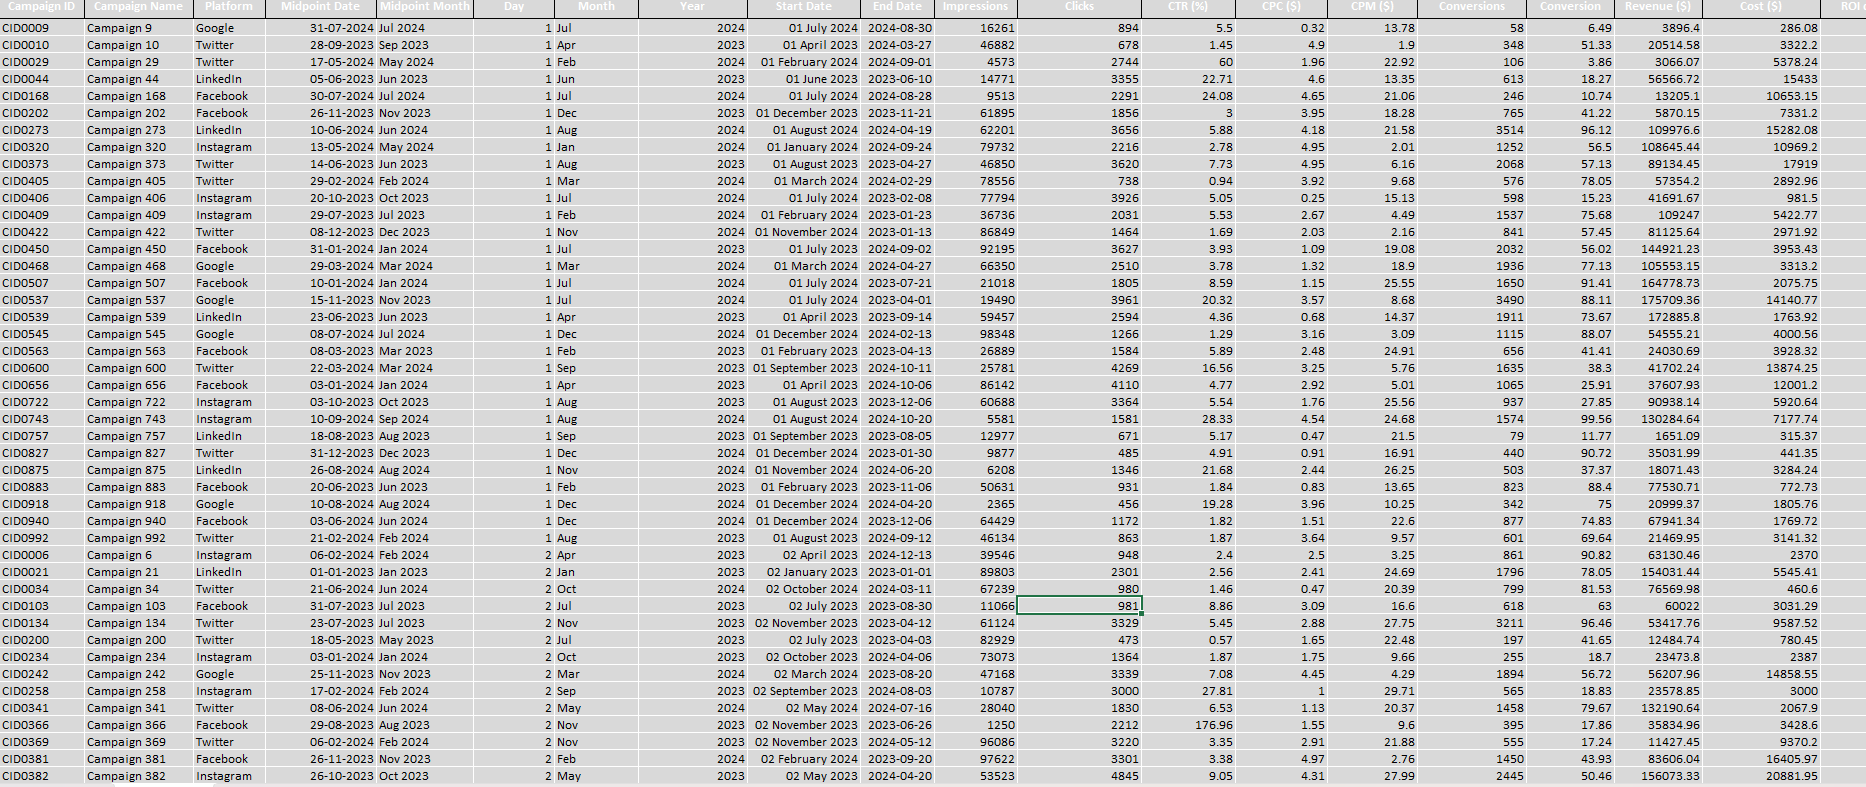 Campaign ID Campaign Name Platform Midpoint Date Midpoint Month Day Month Year Start Date End Date Impressions Clicks CTR (%) CPC ($) CPM ($) Conversions Conversion Revenue ($) Cost ($) ROI
CID0009 Campaign 9 Google 31-07-2024 Jul 2024 1 Jul 2024 01 July 2024 2024-08-30 16261 894 5.5 0.32 13.78 58 6.49 3896.4 286.08
CID0010 Campaign 10 Twitter 28-09-2023 Sep 2023 1 Apr 2023 01 April 2023 2024-03-27 46882 678 1.45 4.9 1.9 348 51.33 20514.58 3322.2
CID0029 Campaign 29 Twitter 17-05-2024 May 2024 1 Feb 2024 01 February 2024 2024-09-01 4573 2744 60 1.96 22.92 106 3.86 3066.07 5378.24
CID0044 Campaign 44 LinkedIn 05-06-2023 Jun 2023 1 Jun 2023 01 June 2023 2023-06-10 14771 3355 22.71 4.6 13.35 613 18.27 56566.72 15433
CID0168 Campaign 168 Facebook 30-07-2024 Jul 2024 1 Jul 2024 01 July 2024 2024-08-28 9513 2291 24.08 4.65 21.06 246 10.74 13205.1 10653.15
CID0202 Campaign 202 Facebook 26-11-2023 Nov 2023 1 Dec 2023 01 December 2023 2023-11-21 61895 1856 3 3.95 18.28 765 41.22 5870.15 7331.2
CID0273 Campaign 273 LinkedIn 10-06-2024 Jun 2024 1 Aug 2024 01 August 2024 2024-04-19 62201 3656 5.88 4.18 21.58 3514 96.12 109976.6 15282.08
CID0320 Campaign 320 Instagram 13-05-2024 May 2024 1 Jan 2024 01 January 2024 2024-09-24 79732 2216 2.78 4.95 2.01 1252 56.5 108645.44 10969.2
CID0373 Campaign 373 Twitter 14-06-2023 Jun 2023 1 Aug 2023 01 August 2023 2023-04-27 46850 3620 7.73 4.95 6.16 2068 57.13 89134.45 17919
CID0405 Campaign 405 Twitter 29-02-2024 Feb 2024 1 Mar 2024 01 March 2024 2024-02-29 78556 738 0.94 3.92 9.68 576 78.05 57354.2 2892.96
CID0406 Campaign 406 Instagram 20-10-2023 Oct 2023 1 Jul 2024 01 July 2024 2023-02-08 77794 3926 5.05 0.25 15.13 598 15.23 41691.67 981.5
CID0409 Campaign 409 Instagram 29-07-2023 Jul 2023 1 Feb 2024 01 February 2024 2023-01-23 36736 2031 5.53 2.67 4.49 1537 75.68 109247 5422.77
CID0422 Campaign 422 Twitter 08-12-2023 Dec 2023 1 Nov 2024 01 November 2024 2023-01-13 86849 1464 1.69 2.03 2.16 841 57.45 81125.64 2971.92
CID0450 Campaign 450 Facebook 31-01-2024 Jan 2024 1 Jul 2023 01 July 2023 2024-09-02 92195 3627 3.93 1.09 19.08 2032 56.02 144921.23 3953.43
CID0468 Campaign 468 Google 29-03-2024 Mar 2024 1 Mar 2024 01 March 2024 2024-04-27 66350 2510 3.78 1.32 18.9 1936 77.13 105553.15 3313.2
CID0507 Campaign 507 Facebook 10-01-2024 Jan 2024 1 Jul 2024 01 July 2024 2023-07-21 21018 1805 8.59 1.15 25.55 1650 91.41 164778.73 2075.75
CID0537 Campaign 537 Google 15-11-2023 Nov 2023 1 Jul 2024 01 July 2024 2023-04-01 19490 3961 20.32 3.57 8.68 3490 88.11 175709.36 14140.77
CID0539 Campaign 539 LinkedIn 23-06-2023 Jun 2023 1 Apr 2023 01 April 2023 2023-09-14 59457 2594 4.36 0.68 14.37 1911 73.67 172885.8 1763.92
CID0545 Campaign 545 Google 08-07-2024 Jul 2024 1 Dec 2024 01 December 2024 2024-02-13 98348 1266 1.29 3.16 3.09 1115 88.07 54555.21 4000.56
CID0563 Campaign 563 Facebook 08-03-2023 Mar 2023 1 Feb 2023 01 February 2023 2023-04-13 26889 1584 5.89 2.48 24.91 656 41.41 24030.69 3928.32
CID0600 Campaign 600 Twitter 22-03-2024 Mar 2024 1 Sep 2023 01 September 2023 2024-10-11 25781 4269 16.56 3.25 5.76 1635 38.3 41702.24 13874.25
CID0656 Campaign 656 Facebook 03-01-2024 Jan 2024 1 Apr 2023 01 April 2023 2024-10-06 86142 4110 4.77 2.92 5.01 1065 25.91 37607.93 12001.2
CID0722 Campaign 722 Instagram 03-10-2023 Oct 2023 1 Aug 2023 01 August 2023 2023-12-06 60688 3364 5.54 1.76 25.56 937 27.85 90938.14 5920.64
CID0743 Campaign 743 Instagram 10-09-2024 Sep 2024 1 Aug 2024 01 August 2024 2024-10-20 5581 1581 28.33 4.54 24.68 1574 99.56 130284.64 7177.74
CID0757 Campaign 757 LinkedIn 18-08-2023 Aug 2023 1 Sep 2023 01 September 2023 2023-08-05 12977 671 5.17 0.47 21.5 79 11.77 1651.09 315.37
CID0827 Campaign 827 Twitter 31-12-2023 Dec 2023 1 Dec 2024 01 December 2024 2023-01-30 9877 485 4.91 0.91 16.91 440 90.72 35031.99 441.35
CID0875 Campaign 875 LinkedIn 26-08-2024 Aug 2024 1 Nov 2024 01 November 2024 2024-06-20 6208 1346 21.68 2.44 26.25 503 37.37 18071.43 3284.24
CID0883 Campaign 883 Facebook 20-06-2023 Jun 2023 1 Feb 2023 01 February 2023 2023-11-06 50631 931 1.84 0.83 13.65 823 88.4 77530.71 772.73
CID0918 Campaign 918 Google 10-08-2024 Aug 2024 1 Dec 2024 01 December 2024 2024-04-20 2365 456 19.28 3.96 10.25 342 75 20999.37 1805.76
CID0940 Campaign 940 Facebook 03-06-2024 Jun 2024 1 Dec 2024 01 December 2024 2023-12-06 64429 1172 1.82 1.51 22.6 877 74.83 67941.34 1769.72
CID0992 Campaign 992 Twitter 21-02-2024 Feb 2024 1 Aug 2023 01 August 2023 2024-09-12 46134 863 1.87 3.64 9.57 601 69.64 21469.95 3141.32
CID0006 Campaign 6 Instagram 06-02-2024 Feb 2024 2 Apr 2023 02 April 2023 2024-12-13 39546 948 2.4 2.5 3.25 861 90.82 63130.46 2370
CID0021 Campaign 21 LinkedIn 01-01-2023 Jan 2023 2 Jan 2023 02 January 2023 2023-01-01 89803 2301 2.56 2.41 24.69 1796 78.05 154031.44 5545.41
CID0034 Campaign 34 Twitter 21-06-2024 Jun 2024 2 Oct 2024 02 October 2024 2024-03-11 67239 980 1.46 0.47 20.39 799 81.53 76569.98 460.6
CID0103 Campaign 103 Facebook 31-07-2023 Jul 2023 2 Jul 2023 02 July 2023 2023-08-30 11066 981 8.86 3.09 16.6 618 63 60022 3031.29
CID0134 Campaign 134 Twitter 23-07-2023 Jul 2023 2 Nov 2023 02 November 2023 2023-04-12 61124 3329 5.45 2.88 27.75 3211 96.46 53417.76 9587.52
CID0200 Campaign 200 Twitter 18-05-2023 May 2023 2 Jul 2023 02 July 2023 2023-04-03 82929 473 0.57 1.65 22.48 197 41.65 12484.74 780.45
CID0234 Campaign 234 Instagram 03-01-2024 Jan 2024 2 Oct 2023 02 October 2023 2024-04-06 73073 1364 1.87 1.75 9.66 255 18.7 23473.8 2387
CID0242 Campaign 242 Google 25-11-2023 Nov 2023 2 Mar 2024 02 March 2024 2023-08-20 47168 3339 7.08 4.45 4.29 1894 56.72 56207.96 14858.55
CID0258 Campaign 258 Instagram 17-02-2024 Feb 2024 2 Sep 2023 02 September 2023 2024-08-03 10787 3000 27.81 1 29.71 565 18.83 23578.85 3000
CID0341 Campaign 341 Twitter 08-06-2024 Jun 2024 2 May 2024 02 May 2024 2024-07-16 28040 1830 6.53 1.13 20.37 1458 79.67 132190.64 2067.9
CID0366 Campaign 366 Facebook 29-08-2023 Aug 2023 2 Nov 2023 02 November 2023 2023-06-26 1250 2212 176.96 1.55 9.6 395 17.86 35834.96 3428.6
CID0369 Campaign 369 Twitter 06-02-2024 Feb 2024 2 Nov 2023 02 November 2023 2024-05-12 96086 3220 3.35 2.91 21.88 555 17.24 11427.45 9370.2
CID0381 Campaign 381 Facebook 26-11-2023 Nov 2023 2 Feb 2024 02 February 2024 2023-09-20 97622 3301 3.38 4.97 2.76 1450 43.93 83606.04 16405.97
CID0382 Campaign 382 Instagram 26-10-2023 Oct 2023 2 May 2023 02 May 2023 2024-04-20 53523 4845 9.05 4.31 27.99 2445 50.46 156073.33 20881.95